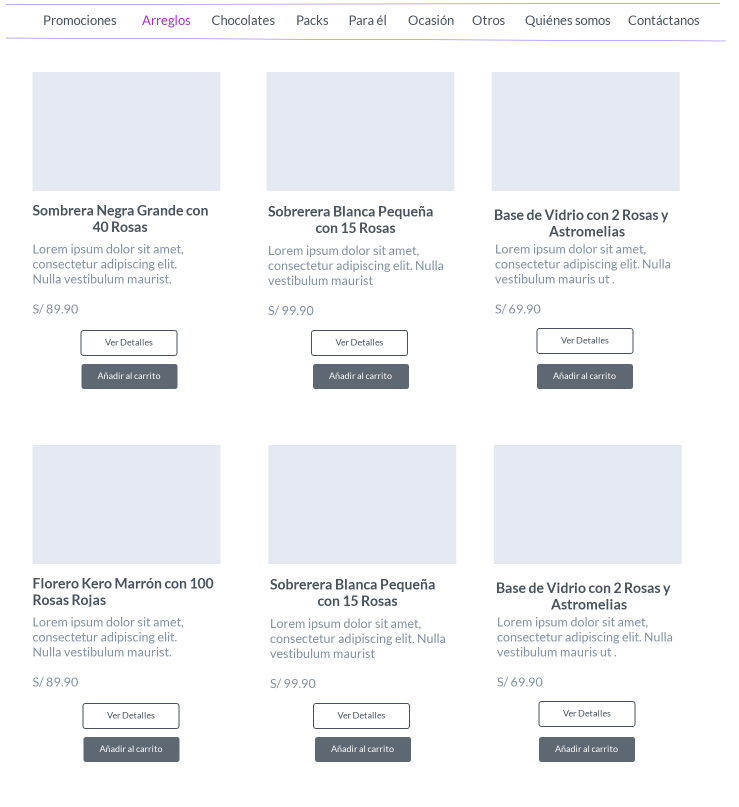 Promociones Arreglos Chocolates Packs Para él Ocasión Otros Quiénes somos Contáctanos
Sombrera Negra Grande con
40 Rosas
Lorem ipsum dolor sit amet,
consectetur adipiscing elit.
Nulla vestibulum maurist.
S/ 89.90
Ver Detalles
Añadir al carrito
Sobrerera Blanca Pequeña
con 15 Rosas
Lorem ipsum dolor sit amet,
consectetur adipiscing elit. Nulla
vestibulum maurist
S/ 99.90
Ver Detalles
Añadir al carrito
Base de Vidrio con 2 Rosas y
Astromelias
Lorem ipsum dolor sit amet,
consectetur adipiscing elit. Nulla
vestibulum mauris ut .
S/ 69.90
Ver Detalles
Añadir al carrito
Florero Kero Marrón con 100
Rosas Rojas
Lorem ipsum dolor sit amet,
consectetur adipiscing elit.
Nulla vestibulum maurist.
S/ 89.90
Ver Detalles
Añadir al carrito
Sobrerera Blanca Pequeña
con 15 Rosas
Lorem ipsum dolor sit amet,
consectetur adipiscing elit. Nulla
vestibulum maurist
S/ 99.90
Ver Detalles
Añadir al carrito
Base de Vidrio con 2 Rosas y
Astromelias
Lorem ipsum dolor sit amet,
consectetur adipiscing elit. Nulla
vestibulum mauris ut .
S/ 69.90
Ver Detalles
Añadir al carrito